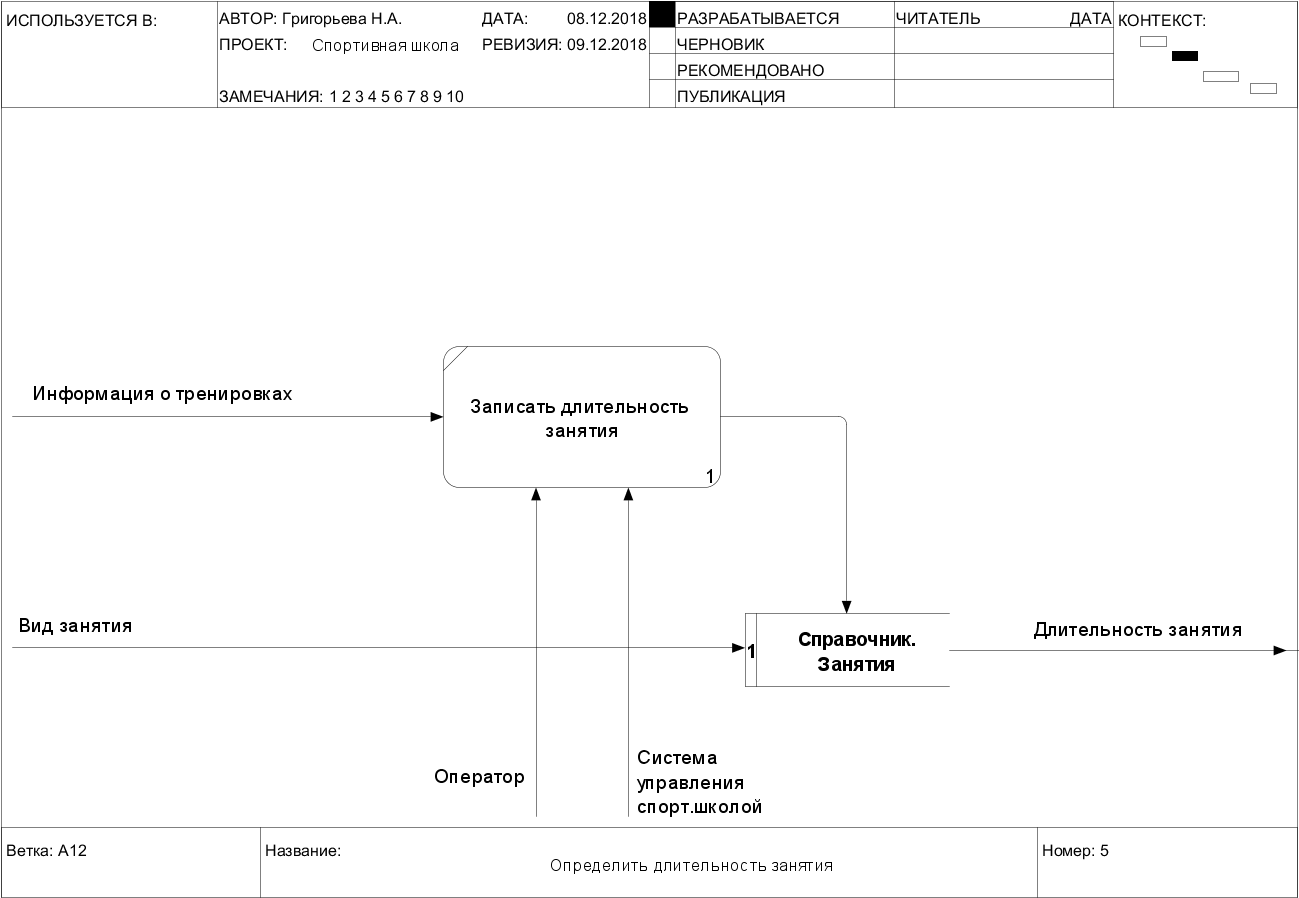 ИСПОЛЬЗУЕТСЯ В:
АВТОР: Григорьева Н.А.
ДАТА: 08.12.2018
ПРОЕКТ: Спортивная школа
РЕВИЗИЯ: 09.12.2018
ЗАМЕЧАНИЯ: 1 2 3 4 5 6 7 8 9 10
РАЗРАБАТЫВАЕТСЯ
ЧЕРНОВИК
РЕКОМЕНДОВАНО
ПУБЛИКАЦИЯ
ЧИТАТЕЛЬ
ДАТА
КОНТЕКСТ:
Информация о тренировках
Записать длительность
занятия
1
Вид занятия
1
Справочник.
Занятия
Длительность занятия
Оператор
Система
управления
спорт.школой
Ветка: A12
Название:
Определить длительность занятия
Номер: 5